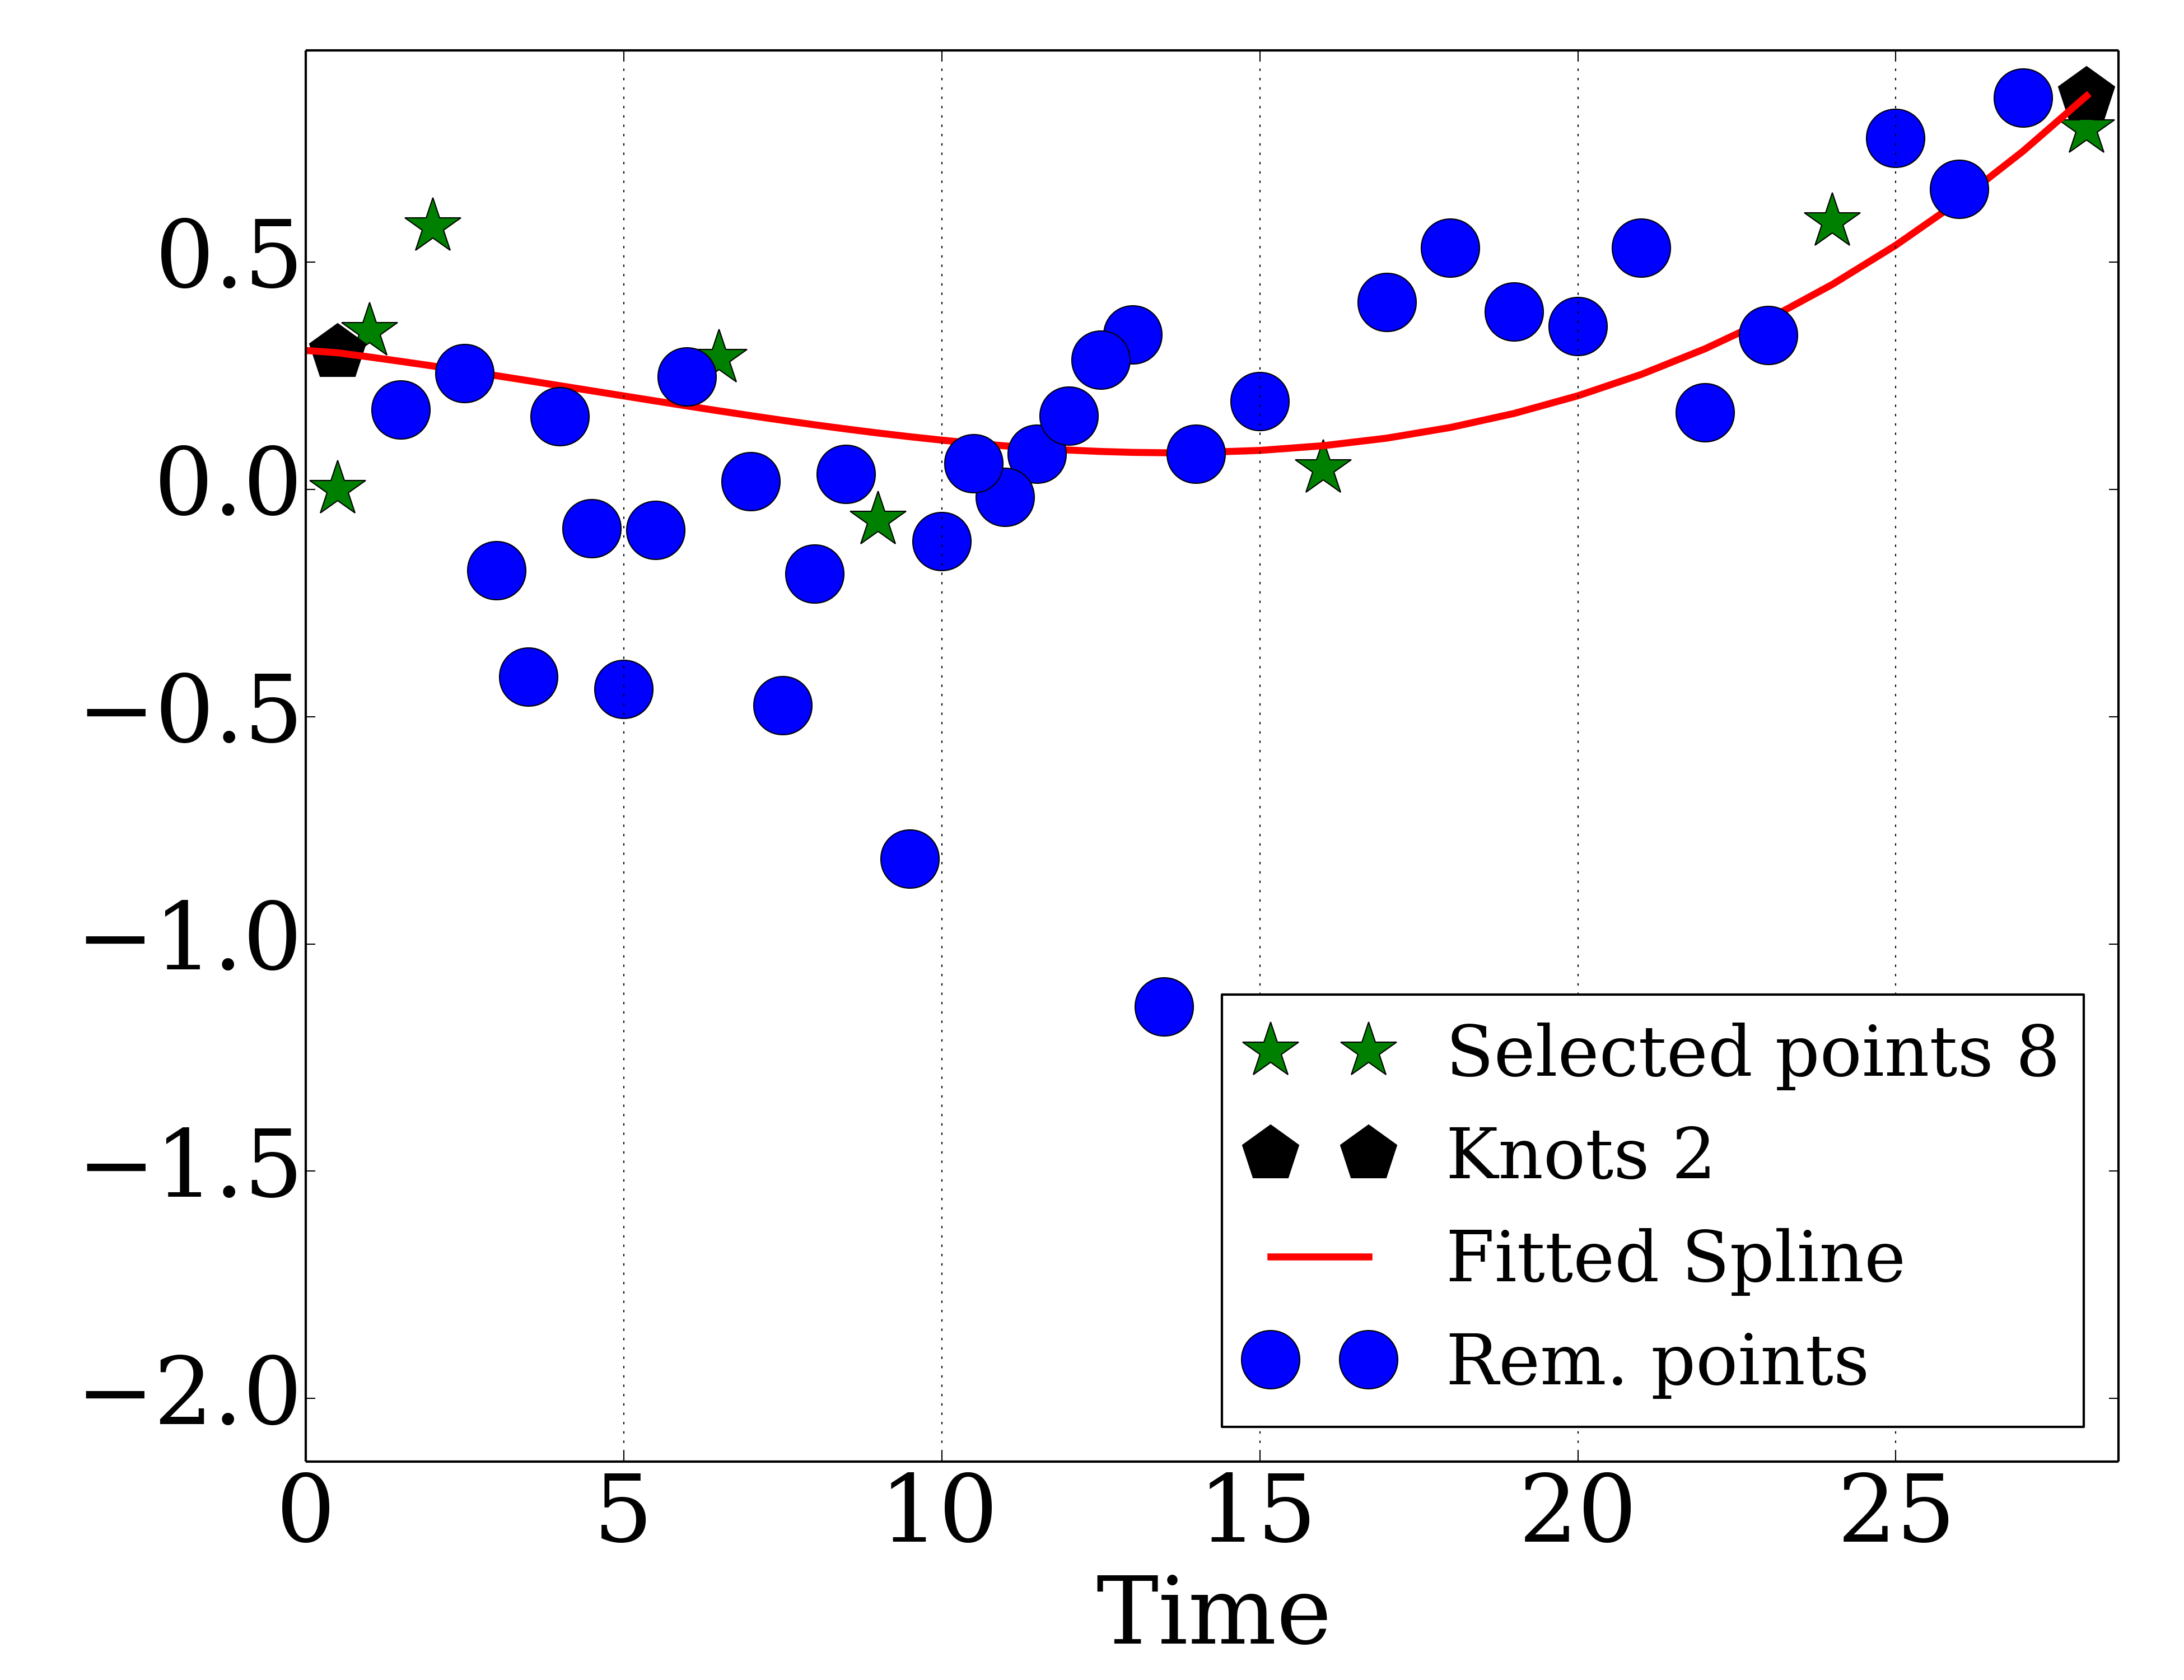 0.5
0.0
−0.5
−1.0
−1.5
−2.0
Selected points 8
Knots 2
Fitted Spline
Rem. points
0 5 10 15 20 25
Time